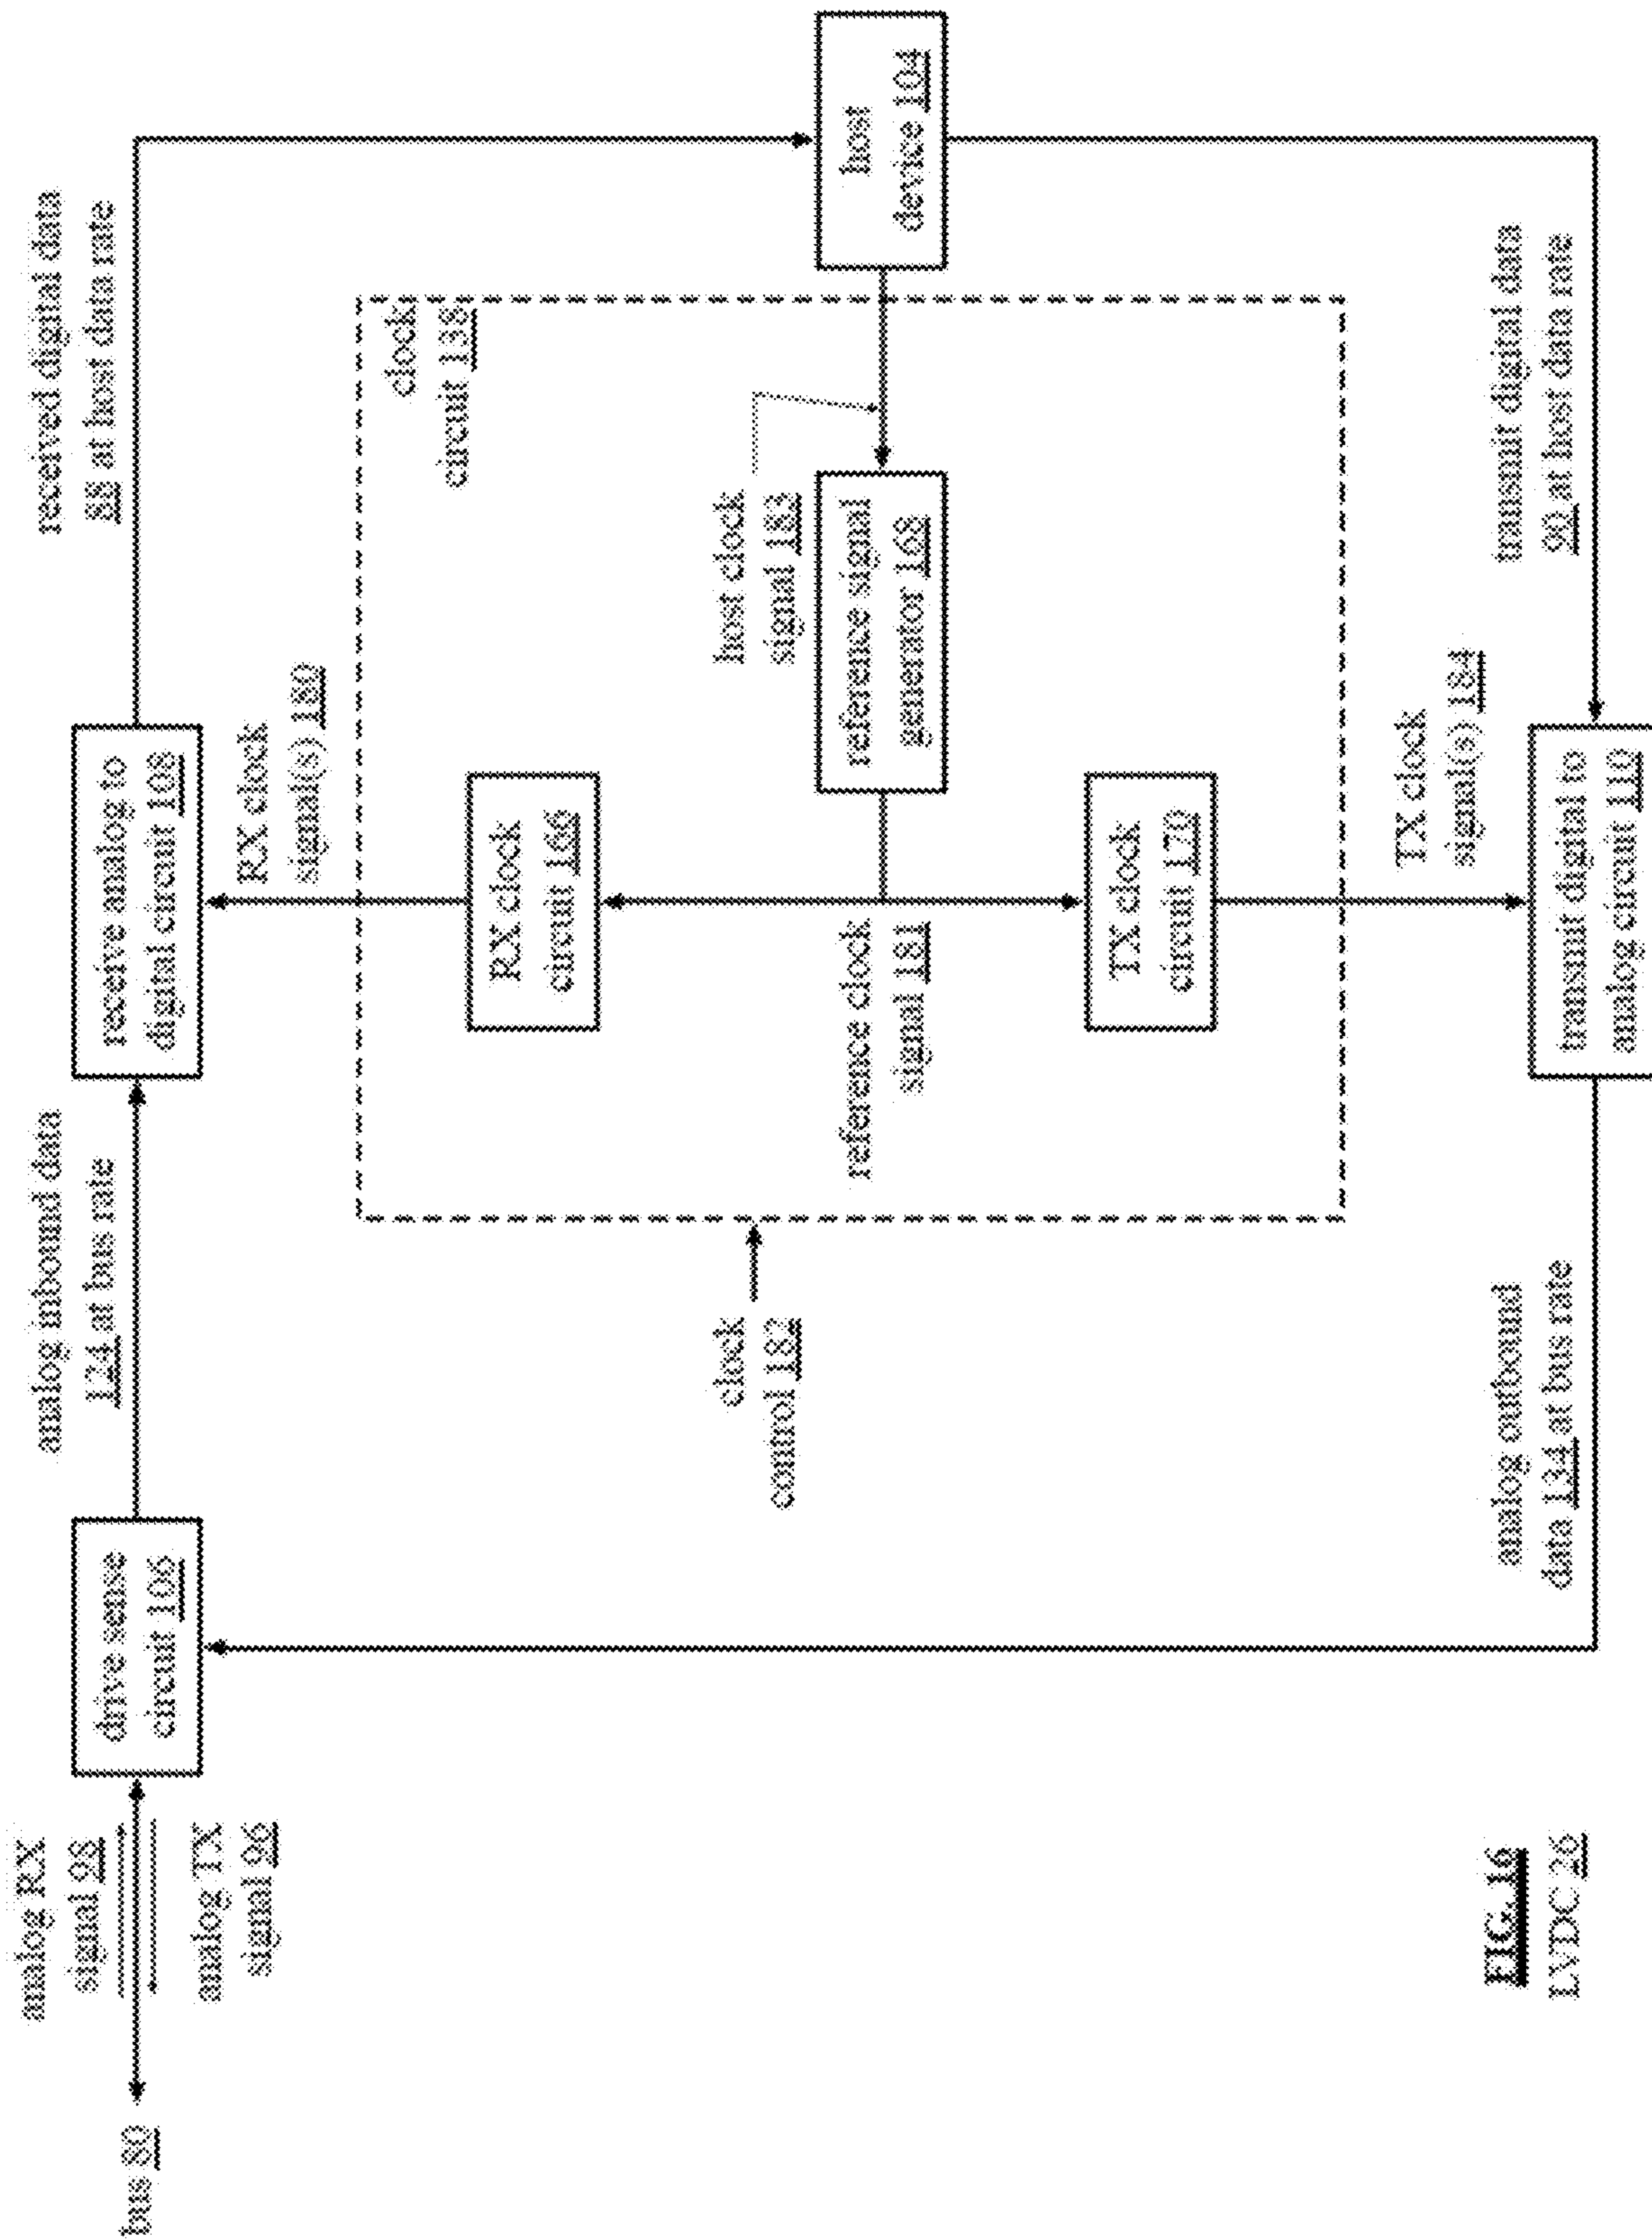 analog RX
signal 98
analog TX
signal 96
bus 80
drive sense
circuit 106
analog inbound data
124 at bus rate
receive analog to
digital circuit 108
received digital data
88 at host data rate
RX clock
signal(s) 180
clock
circuit 138
RX clock
circuit 166
host clock
signal 183
clock
control 182
reference clock
signal 181
reference signal
generator 168
host
device 104
TX clock
circuit 170
TX clock
signal(s) 184
analog outbound
data 134 at bus rate
transmit digital to
analog circuit 110
transmit digital data
90 at host data rate
FIG. 16
LVDC 26